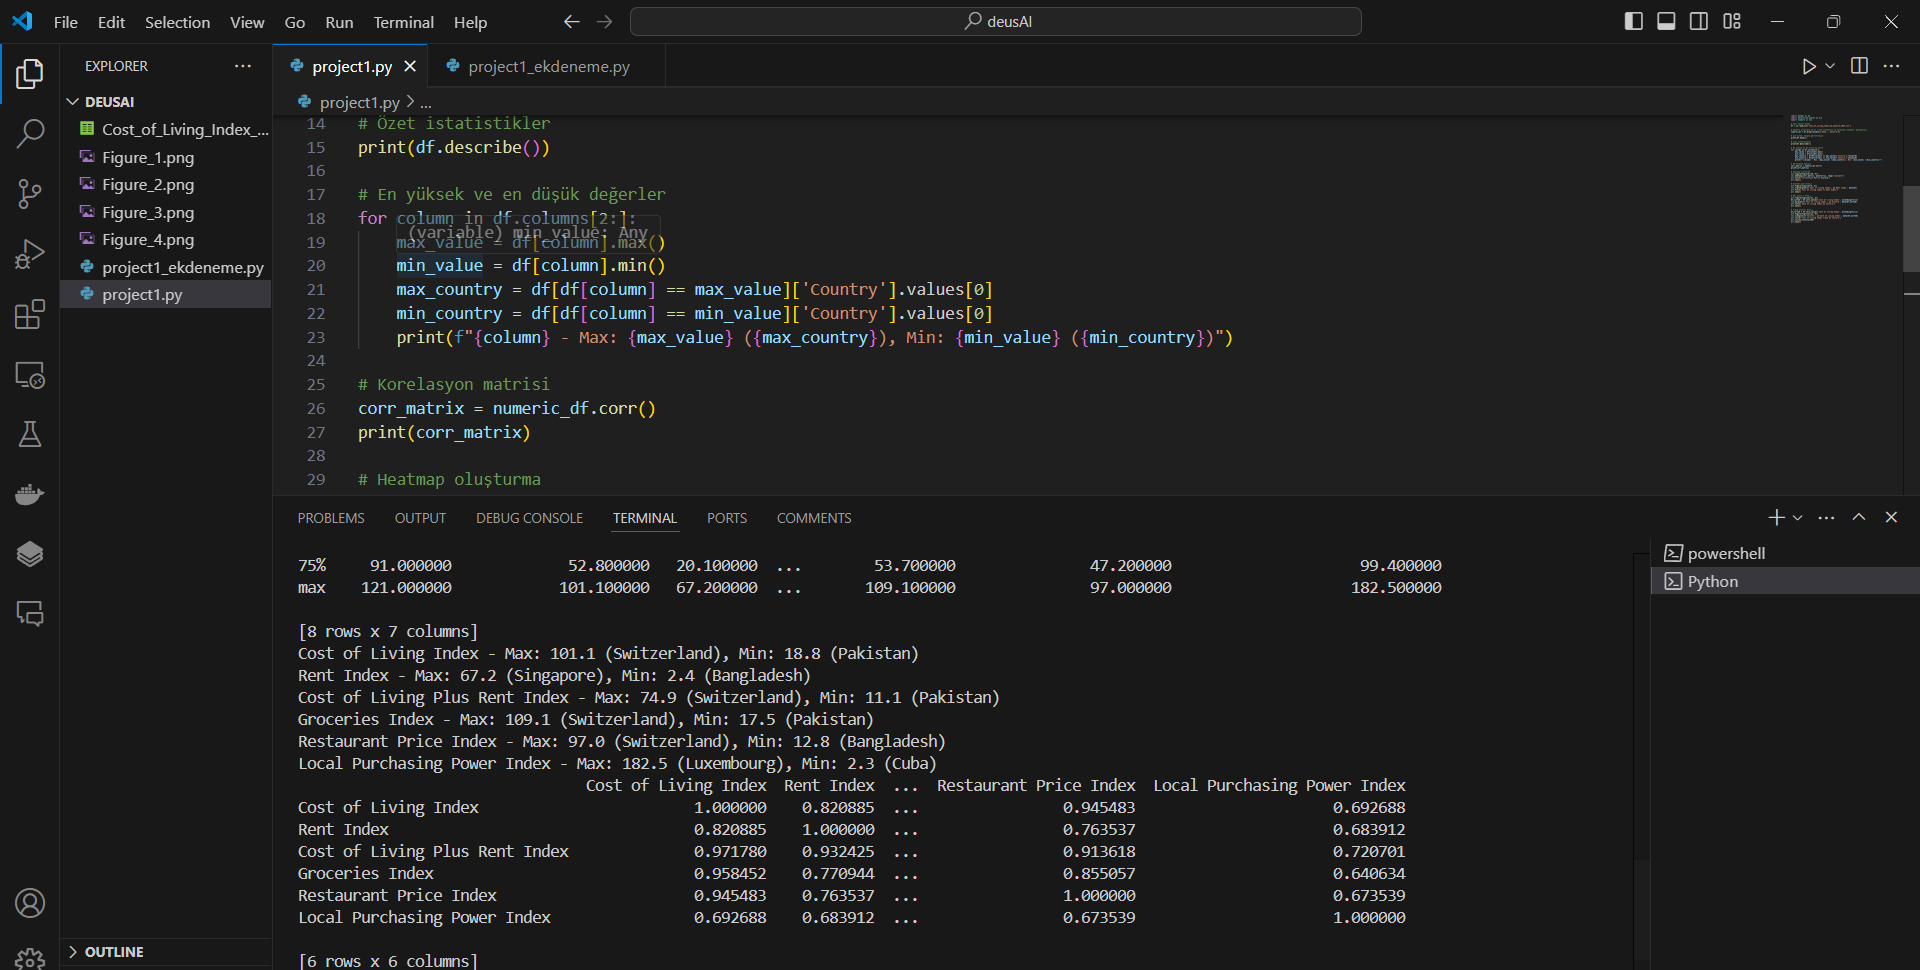 File Edit Selection View Go Run Terminal Help
deusAI
EXPLORER
DEUSAI
Cost_of_Living_Index_...
Figure_1.png
Figure_2.png
Figure_3.png
Figure_4.png
project1_ekdeneme.py
project1.py
OUTLINE
project1.py
project1_ekdeneme.py
project1.py > ...
14 # Özet istatistikler
15 print(df.describe())
16
17 # En yüksek ve en düşük değerler
18 for column in df.columns[2:]:
(variable) min_value: Any
19 max_value = df[column].max()
20 min_value = df[column].min()
21 max_country = df[df[column] == max_value]['Country'].values[0]
22 min_country = df[df[column] == min_value]['Country'].values[0]
23 print(f"{column} - Max: {max_value} ({max_country}), Min: {min_value} ({min_country})")
24
25 # Korelasyon matrisi
26 corr_matrix = numeric_df.corr()
27 print(corr_matrix)
28
29 # Heatmap oluşturma
PROBLEMS OUTPUT DEBUG CONSOLE TERMINAL PORTS COMMENTS
powershell
Python
75% 91.000000 52.800000 20.100000 ... 53.700000 47.200000 99.400000
max 121.000000 101.100000 67.200000 ... 109.100000 97.000000 182.500000
[8 rows x 7 columns]
Cost of Living Index - Max: 101.1 (Switzerland), Min: 18.8 (Pakistan)
Rent Index - Max: 67.2 (Singapore), Min: 2.4 (Bangladesh)
Cost of Living Plus Rent Index - Max: 74.9 (Switzerland), Min: 11.1 (Pakistan)
Groceries Index - Max: 109.1 (Switzerland), Min: 17.5 (Pakistan)
Restaurant Price Index - Max: 97.0 (Switzerland), Min: 12.8 (Bangladesh)
Local Purchasing Power Index - Max: 182.5 (Luxembourg), Min: 2.3 (Cuba)
Cost of Living Index Rent Index ... Restaurant Price Index Local Purchasing Power Index
Cost of Living Index 1.000000 0.820885 ... 0.945483 0.692688
Rent Index 0.820885 1.000000 ... 0.763537 0.683912
Cost of Living Plus Rent Index 0.971780 0.932425 ... 0.913618 0.720701
Groceries Index 0.958452 0.770944 ... 0.855057 0.640634
Restaurant Price Index 0.945483 0.763537 ... 1.000000 0.673539
Local Purchasing Power Index 0.692688 0.683912 ... 0.673539 1.000000
[6 rows x 6 columns]